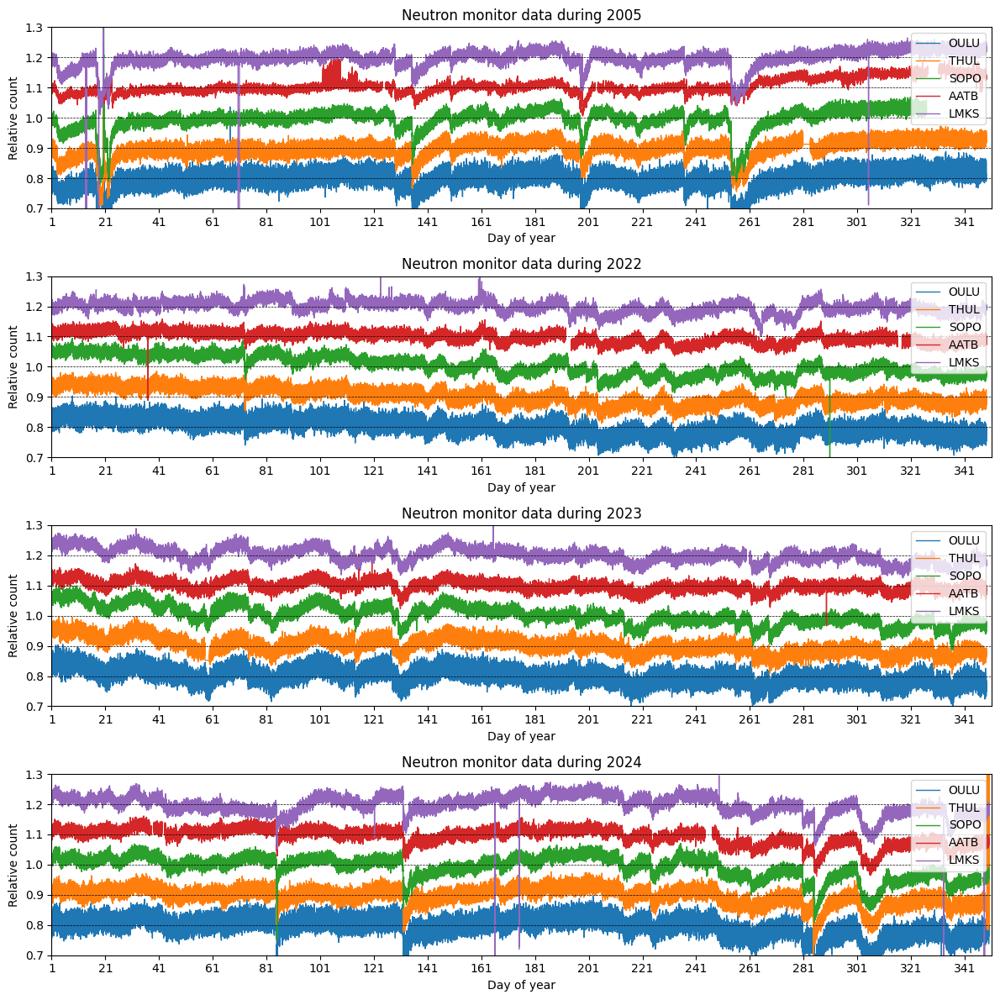 Neutron monitor data during 2005
Relative count
1.3
1.2
1.1
1.0
0.9
0.8
0.7
OULU
THUL
SOPO
AATB
LMKS
1 21 41 61 81 101 121 141 161 181 201 221 241 261 281 301 321 341
Day of year
Neutron monitor data during 2022
Relative count
1.3
1.2
1.1
1.0
0.9
0.8
0.7
OULU
THUL
SOPO
AATB
LMKS
1 21 41 61 81 101 121 141 161 181 201 221 241 261 281 301 321 341
Day of year
Neutron monitor data during 2023
Relative count
1.3
1.2
1.1
1.0
0.9
0.8
0.7
OULU
THUL
SOPO
AATB
LMKS
1 21 41 61 81 101 121 141 161 181 201 221 241 261 281 301 321 341
Day of year
Neutron monitor data during 2024
Relative count
1.3
1.2
1.1
1.0
0.9
0.8
0.7
OULU
THUL
SOPO
AATB
LMKS
1 21 41 61 81 101 121 141 161 181 201 221 241 261 281 301 321 341
Day of year